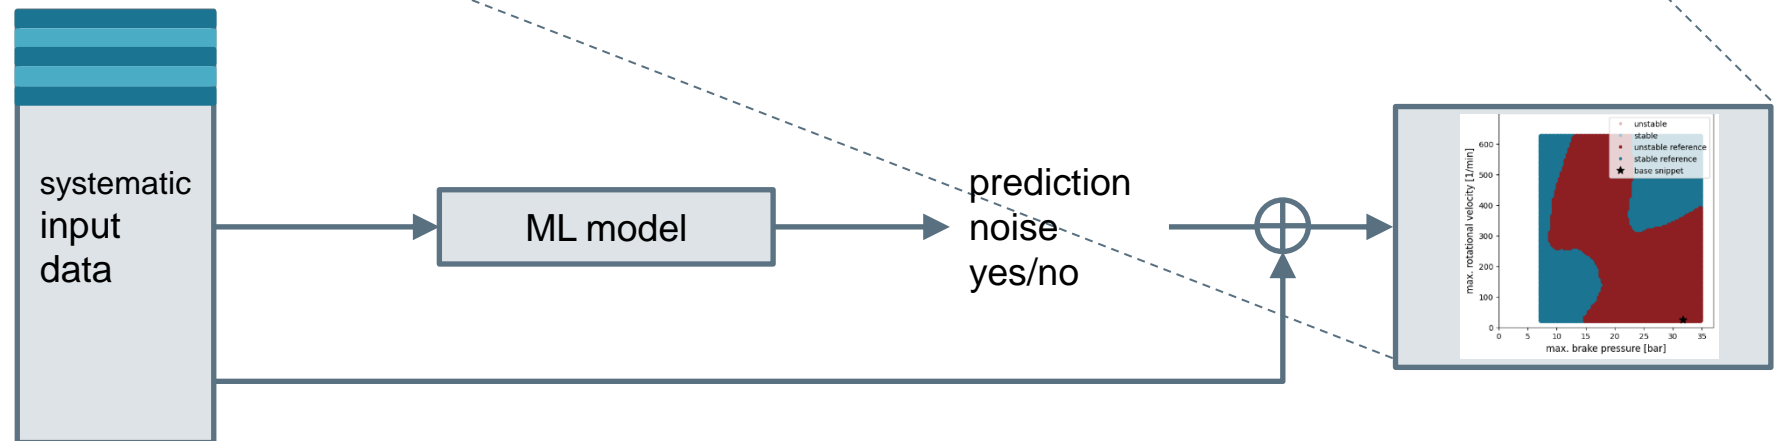 systematic
input
data
ML model
prediction
noise
yes/no
unstable
stable
unstable reference
stable reference
base snippet
max. rotational velocity [1/min]
600
500
400
300
200
100
0
0 5 10 15 20 25 30 35
max. brake pressure [bar]